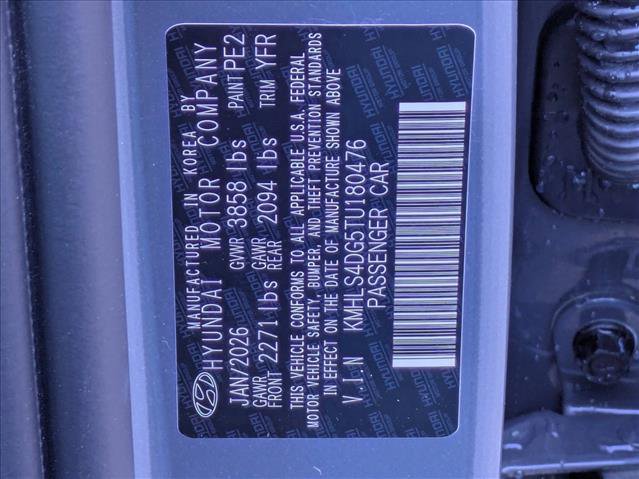 MANUFACTURED IN KOREA BY
HYUNDAI MOTOR COMPANY
JAN/2026 GVWR 3858 lbs PAINT PE2
GAWR FRONT 2271 lbs GAWR REAR 2094 lbs TRIM YFR
THIS VEHICLE CONFORMS TO ALL APPLICABLE U.S.A. FEDERAL
MOTOR VEHICLE SAFETY, BUMPER, AND THEFT PREVENTION STANDARDS
IN EFFECT ON THE DATE OF MANUFACTURE SHOWN ABOVE
V.I.N KMHLS4DG5TU180476
PASSENGER CAR